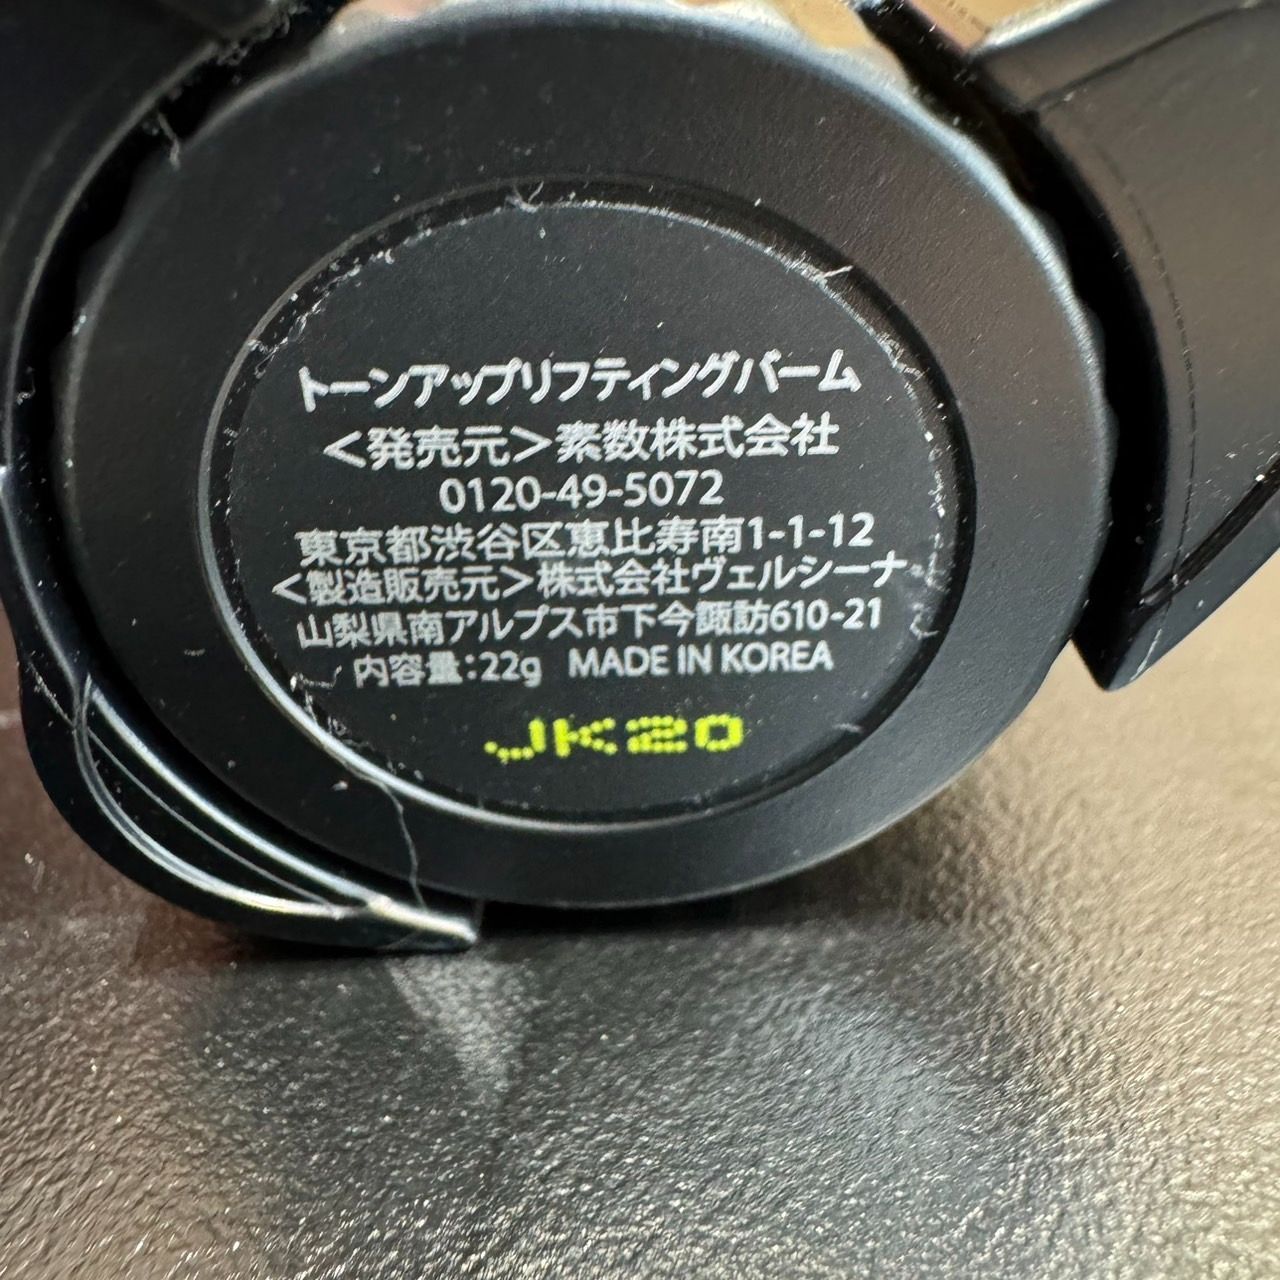 トーンアップリフティングバーム
＜発売元＞素数株式会社
0120-49-5072
東京都渋谷区恵比寿南1-1-12
＜製造販売元＞株式会社ヴェルシーナ
山梨県南アルプス市下今諏訪610-21
内容量:22g MADE IN KOREA
JK20